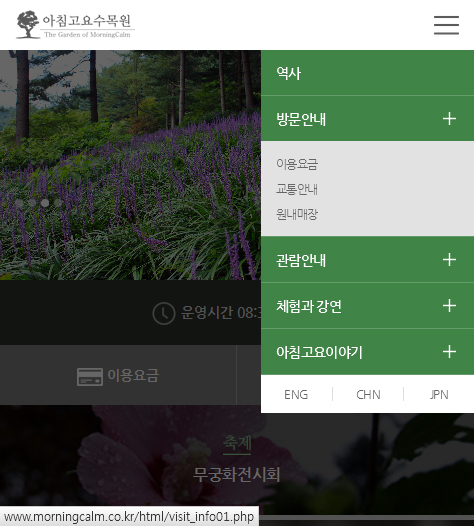 아침고요수목원
The Garden of MorningCalm
역사
방문안내
이용요금
교통안내
원내매장
관람안내
체험과 강연
아침고요이야기
ENG CHN JPN
운영시간 08:3
이용요금
축제
무궁화전시회
www.morningcalm.co.kr/html/visit_info01.php